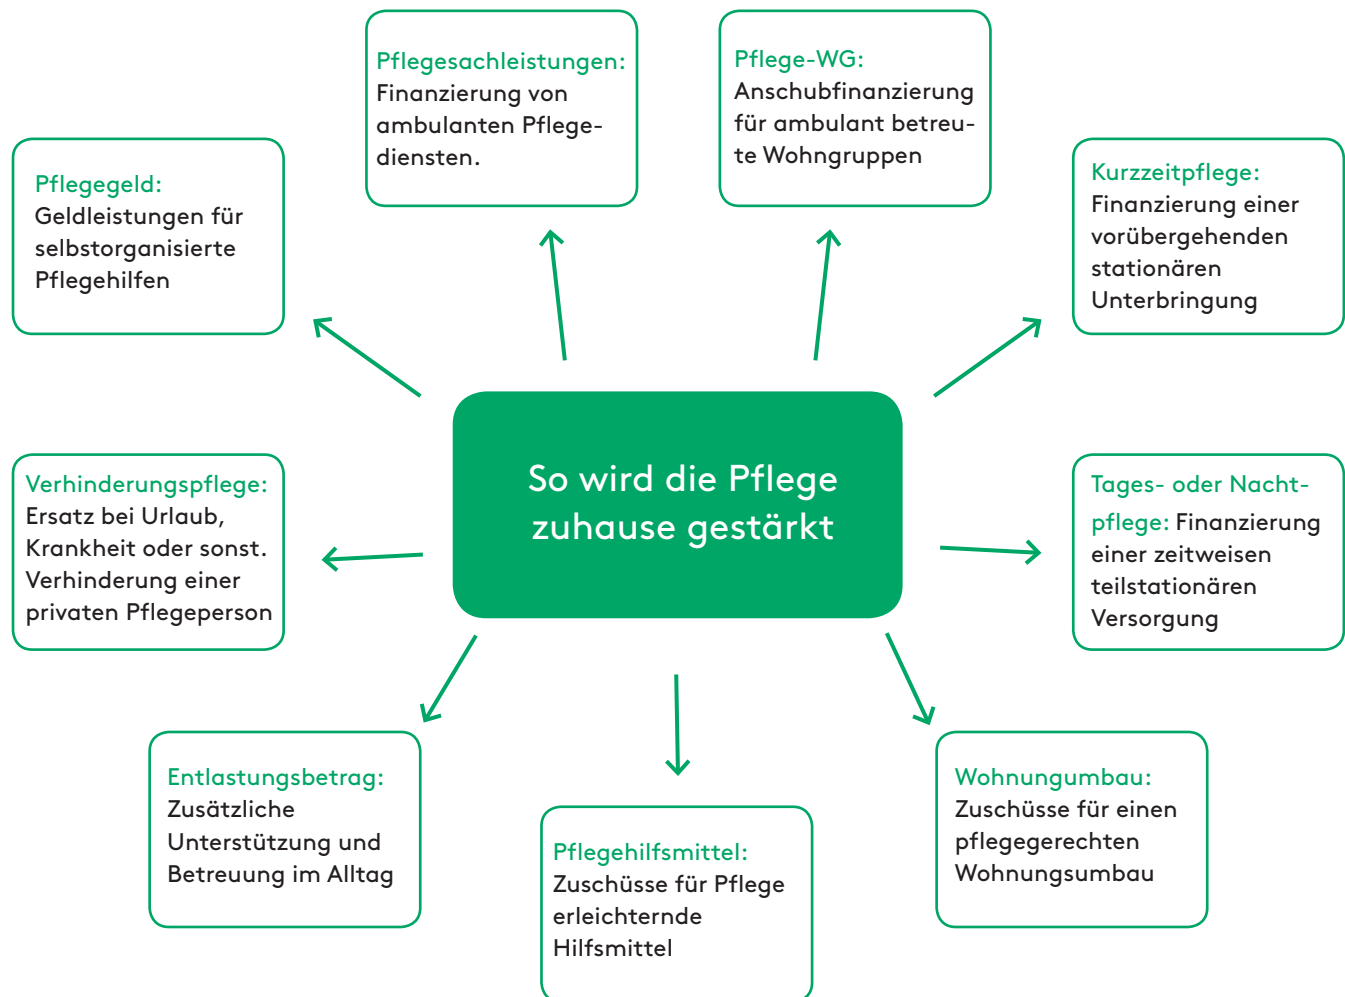 Pflegesachleistungen:
Finanzierung von
ambulanten Pflege-
diensten.
Pflege-WG:
Anschubfinanzierung
für ambulant betreu-
te Wohngruppen
Pflegegeld:
Geldleistungen für
selbstorganisierte
Pflegehilfen
Kurzzeitpflege:
Finanzierung einer
vorübergehenden
stationären
Unterbringung
So wird die Pflege
zuhause gestärkt
Verhinderungspflege:
Ersatz bei Urlaub,
Krankheit oder sonst.
Verhinderung einer
privaten Pflegeperson
Tages- oder Nacht-
pflege: Finanzierung
einer zeitweisen
teilstationären
Versorgung
Entlastungsbetrag:
Zusätzliche
Unterstützung und
Betreuung im Alltag
Pflegehilfsmittel:
Zuschüsse für Pflege
erleichternde
Hilfsmittel
Wohnungumbau:
Zuschüsse für einen
pflegegerechten
Wohnungsumbau